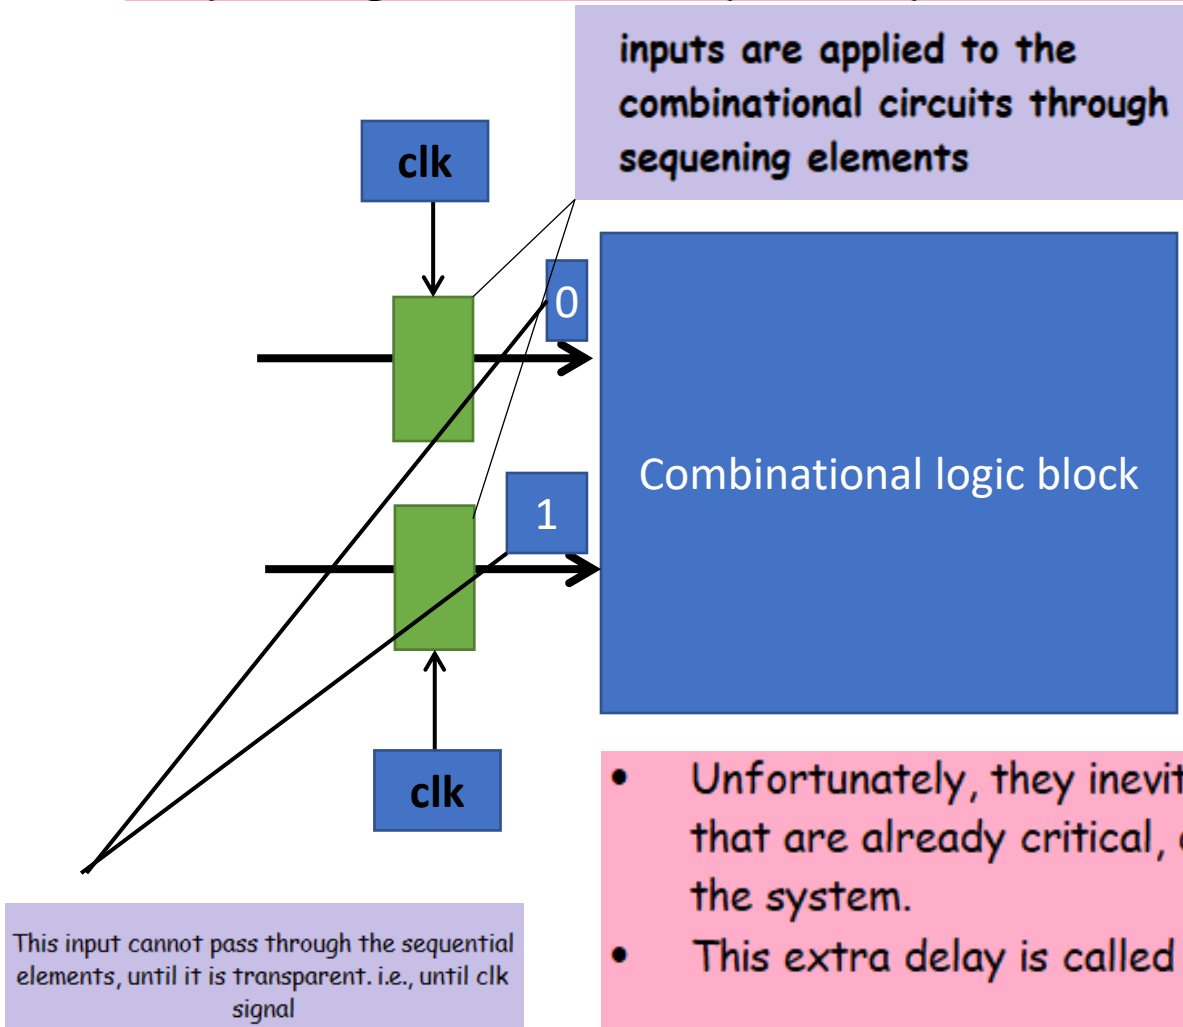 inputs are applied to the
combinational circuits through
sequening elements
clk
0
Combinational logic block
1
clk
• Unfortunately, they
that are already critical,
the system.
• This extra delay is called
This input cannot pass through the sequential
elements, until it is transparent. i.e., until clk
signal